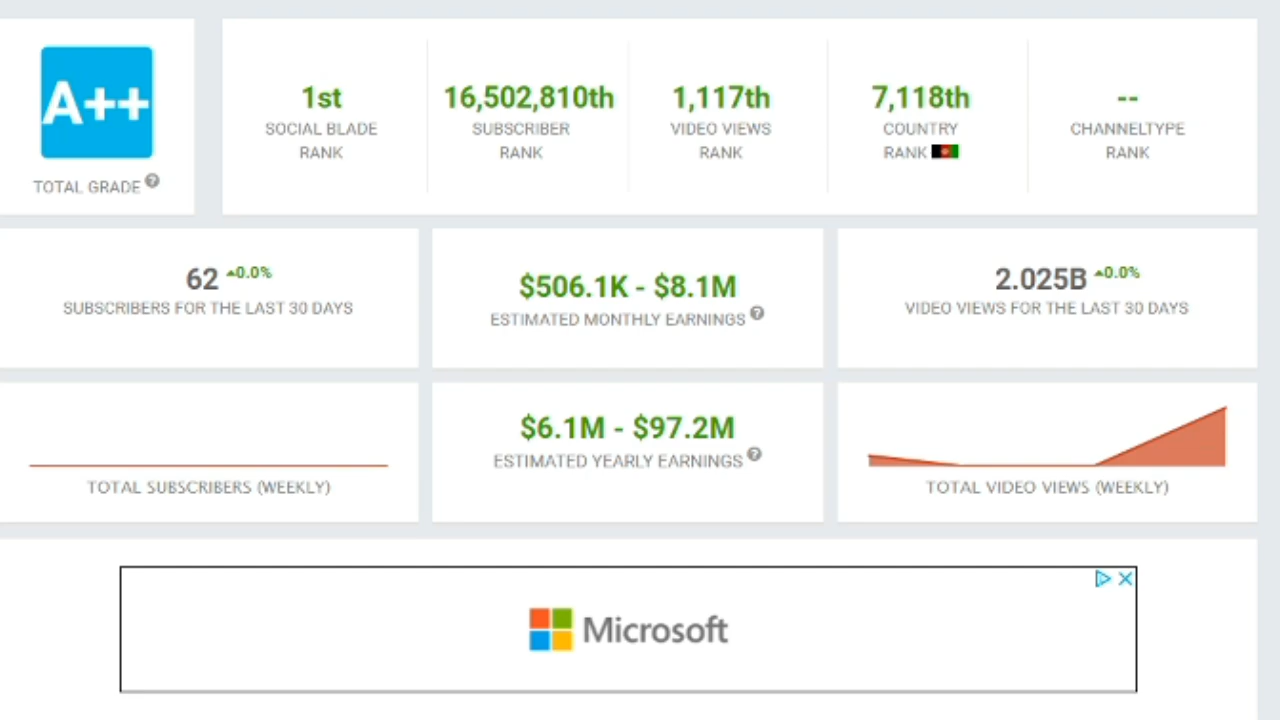 A++
TOTAL GRADE ?
1st
SOCIAL BLADE
RANK
16,502,810th
SUBSCRIBER
RANK
1,117th
VIDEO VIEWS
RANK
7,118th
COUNTRY
RANK
--
CHANNELTYPE
RANK
62 0.0%
SUBSCRIBERS FOR THE LAST 30 DAYS
$506.1K - $8.1M
ESTIMATED MONTHLY EARNINGS ?
2.025B 0.0%
VIDEO VIEWS FOR THE LAST 30 DAYS
TOTAL SUBSCRIBERS (WEEKLY)
$6.1M - $97.2M
ESTIMATED YEARLY EARNINGS ?
TOTAL VIDEO VIEWS (WEEKLY)
Microsoft